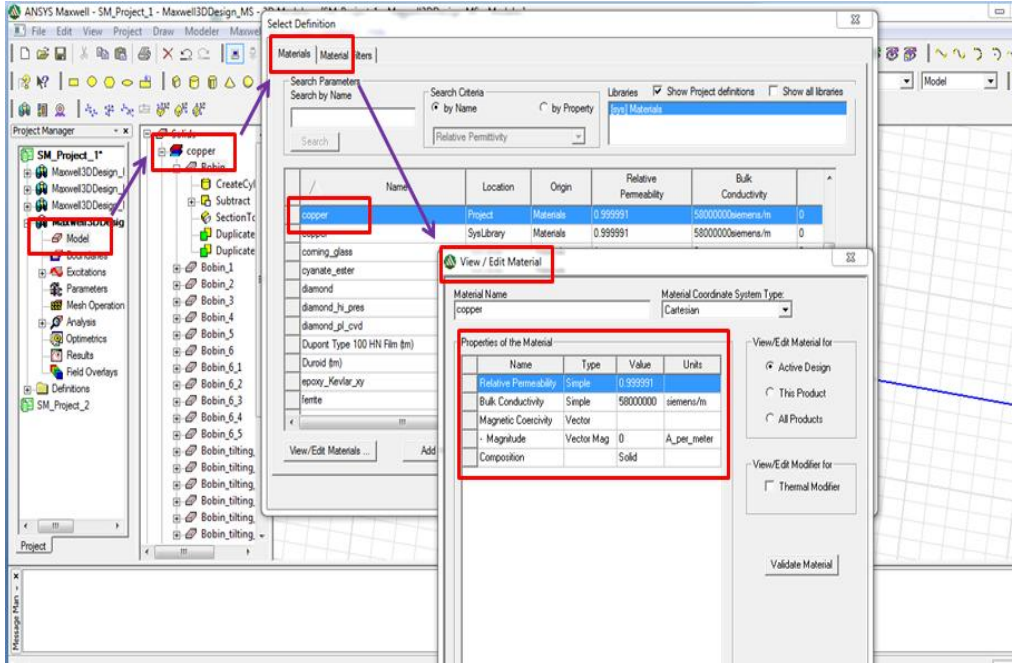 ANSYS Maxwell - SM_Project_1 - Maxwell3DDesign_MS -
File Edit View Project Draw Modeler
Model
Project Manager
SM_Project_1*
Maxwell3DDesign_
Maxwell3DDesign_
Maxwell3DDesign_
Maxwell3DDesig
Model
Boundaries
Excitations
Parameters
Mesh Operation
Analysis
Optimetrics
Results
Field Overlays
Definitions
SM_Project_2
Project
Solids
copper
Bobin
CreateCyl
Subtract
SectionTo
Duplicate
Duplicate
Bobin_1
Bobin_2
Bobin_3
Bobin_4
Bobin_5
Bobin_6
Bobin_6_1
Bobin_6_2
Bobin_6_3
Bobin_6_4
Bobin_6_5
Bobin_tilting_
Bobin_tilting_
Bobin_tilting_
Bobin_tilting_
Bobin_tilting_
Bobin_tilting_
Select Definition
Materials Material Filters
Search Parameters
Search by Name
Search
Search Criteria
by Name by Property
Relative Permittivity
Libraries Show Project definitions Show all libraries
[sys] Materials
/ Name Location Origin Relative Permeability Bulk Conductivity
copper Project Materials 0.999991 58000000siemens/m 0
copper SysLibrary Materials 0.999991 58000000siemens/m 0
corning_glass
cyanate_ester
diamond
diamond_hi_pres
diamond_pl_cvd
Dupont Type 100 HN Film (tm)
Duroid (tm)
epoxy_Kevlar_xy
ferrite
View/Edit Materials ... Add
View / Edit Material
Material Name
copper
Material Coordinate System Type:
Cartesian
Properties of the Material
Name Type Value Units
Relative Permeability Simple 0.999991
Bulk Conductivity Simple 58000000 siemens/m
Magnetic Coercivity Vector
- Magnitude Vector Mag 0 A_per_meter
Composition Solid
View/Edit Material for
Active Design
This Product
All Products
View/Edit Modifier for
Thermal Modifier
Validate Material
Message Man